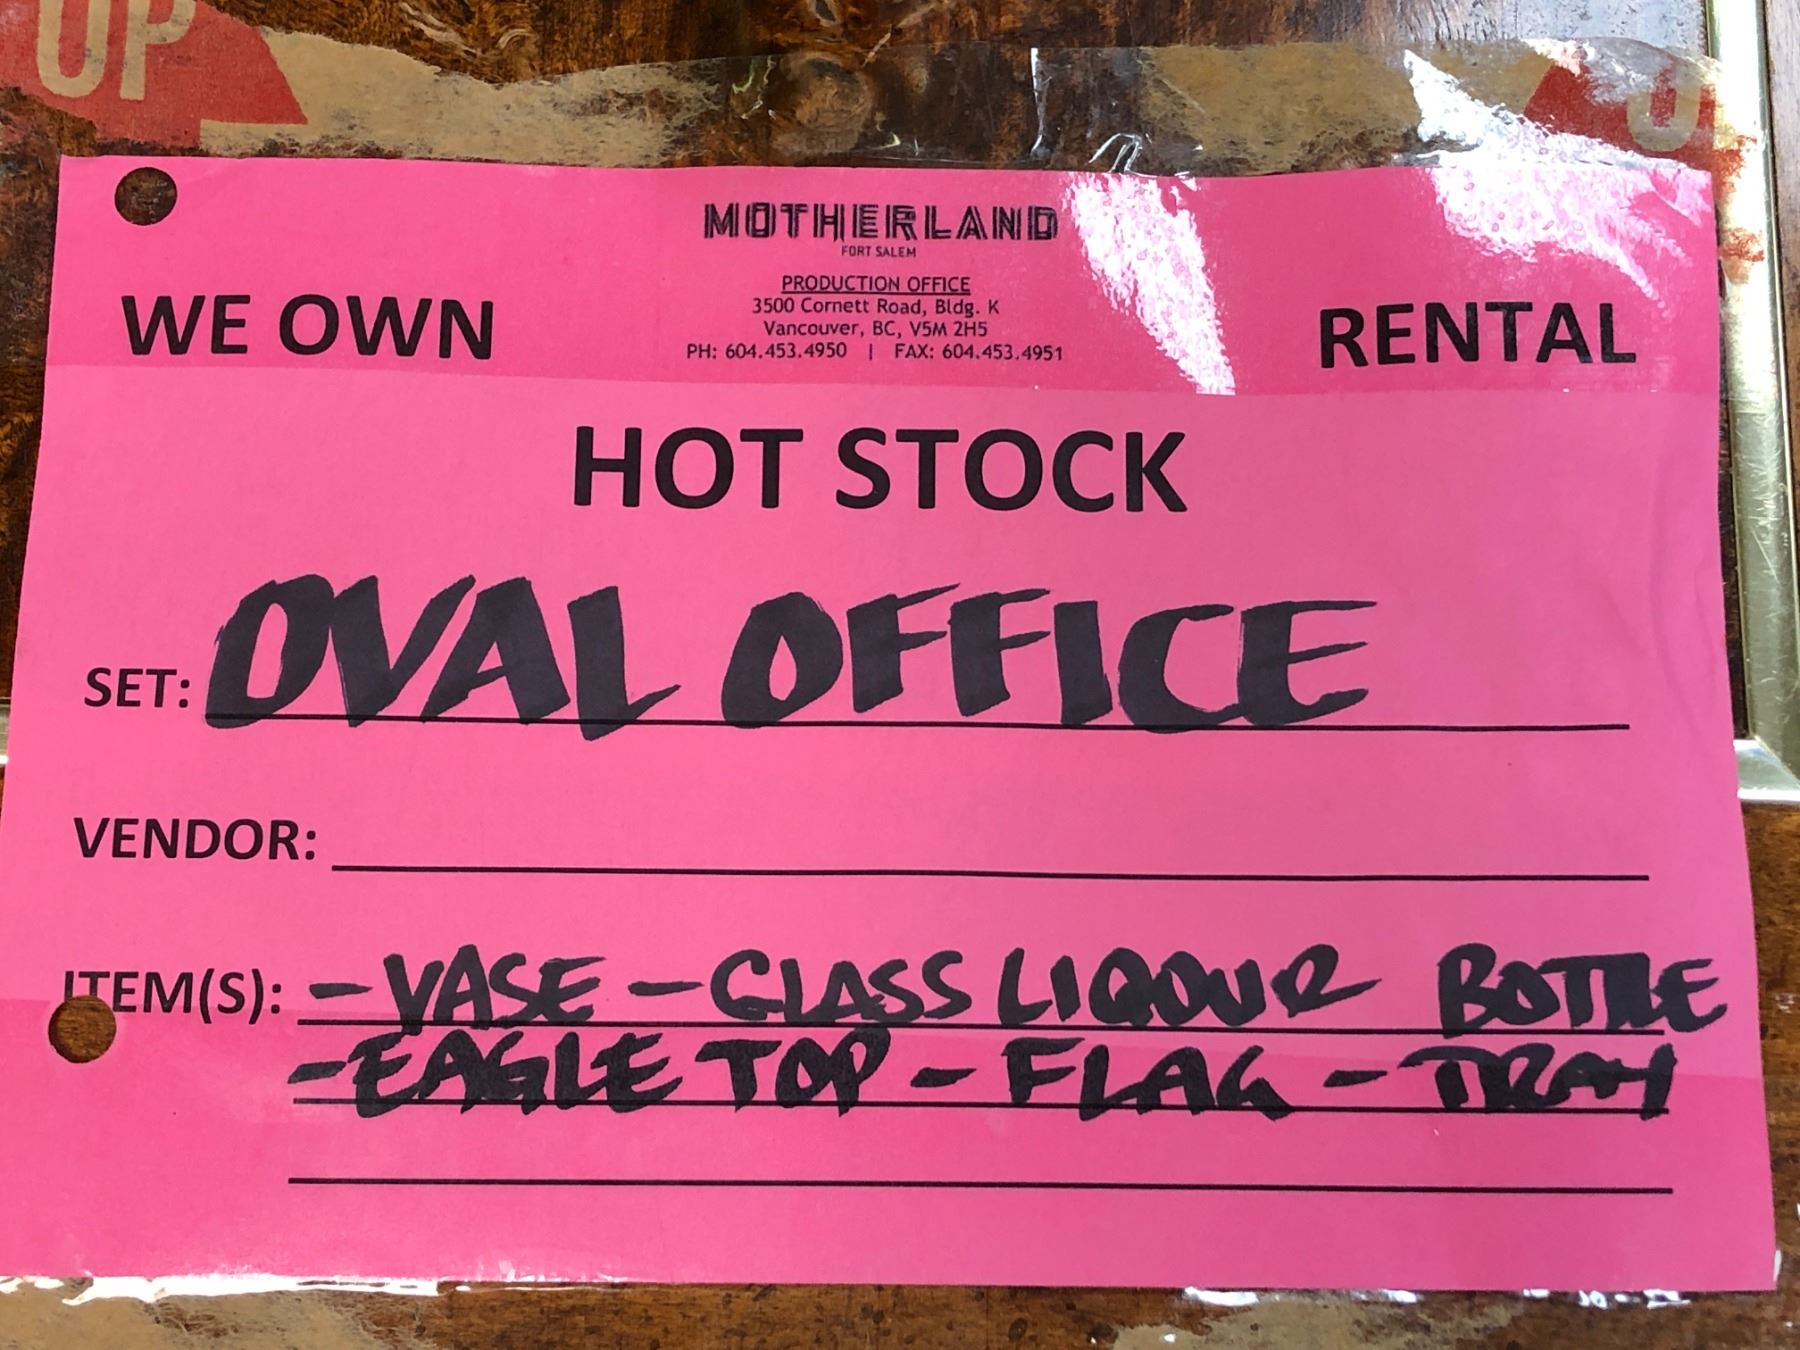 UP
MOTHERLAND
FORT SALEM
PRODUCTION OFFICE
3500 Cornett Road, Bldg. K
Vancouver, BC, V5M 2H5
PH: 604.453.4950 | FAX: 604.453.4951
WE OWN
RENTAL
HOT STOCK
SET: OVAL OFFICE
VENDOR:
ITEM(S): - VASE - GLASS LIQOUR BOTTLE
- EAGLE TOP - FLAG - TRAY